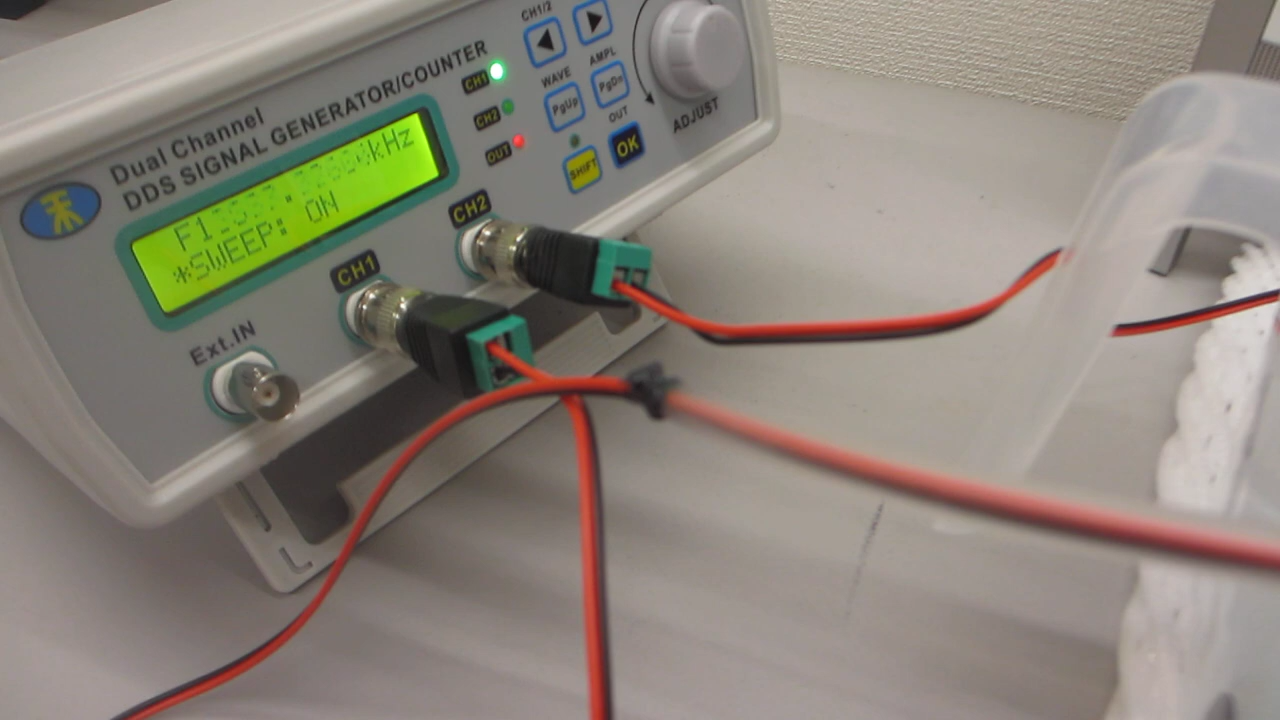 Dual Channel
DDS SIGNAL GENERATOR/COUNTER
kHz
*SWEEP: ON
CH1/2
WAVE
AMPL
PgUp
PgDn
OUT
SHIFT
OK
ADJUST
CH1
CH2
OUT
CH2
CH1
Ext.IN